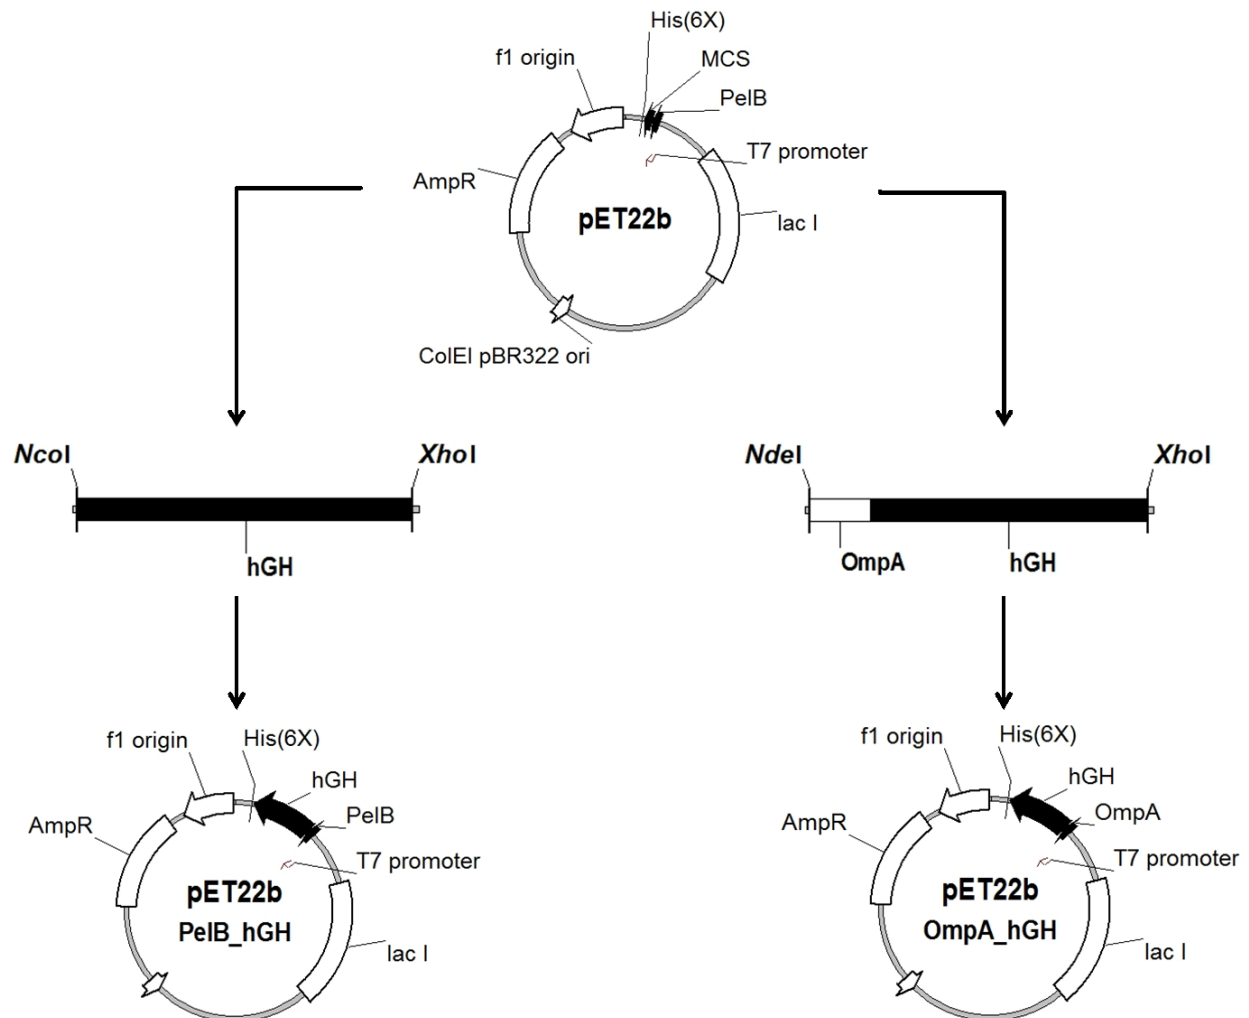 His(6X)
f1 origin
MCS
PelB
T7 promoter
AmpR
pET22b
lac I
ColEI pBR322 ori
NcoI
XhoI
hGH
NdeI
XhoI
OmpA
hGH
f1 origin
His(6X)
hGH
PelB
AmpR
T7 promoter
pET22b
PelB_hGH
lac I
f1 origin
His(6X)
hGH
OmpA
AmpR
T7 promoter
pET22b
OmpA_hGH
lac I